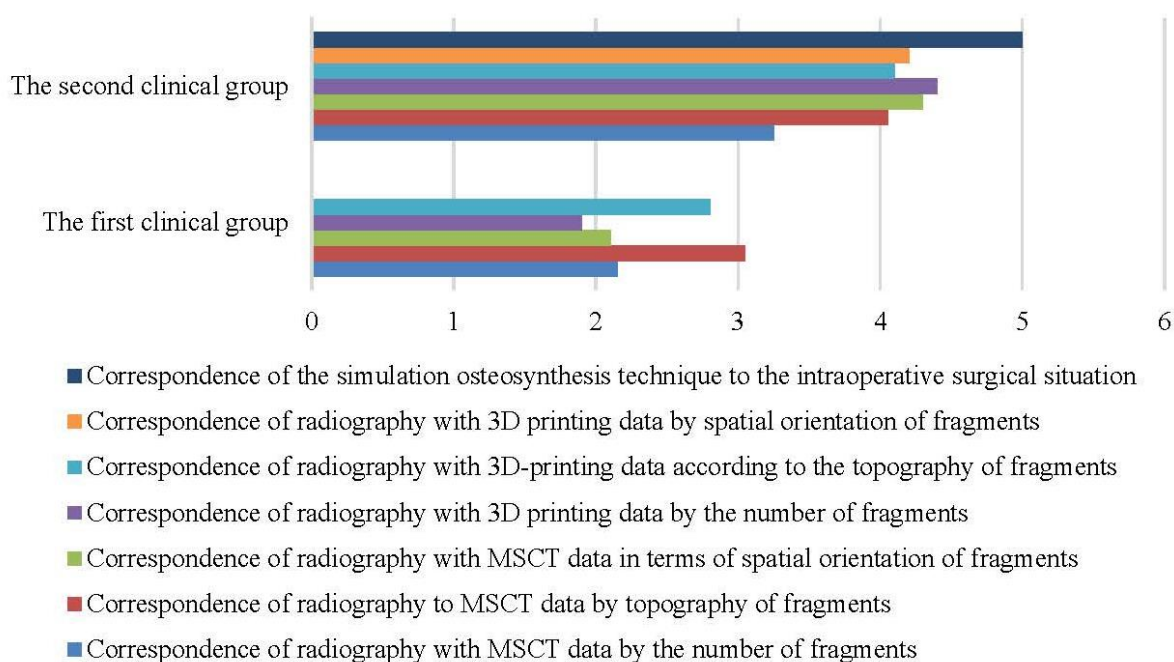 The second clinical group
The first clinical group
0 1 2 3 4 5 6
Correspondence of the simulation osteosynthesis technique to the intraoperative surgical situation
Correspondence of radiography with 3D printing data by spatial orientation of fragments
Correspondence of radiography with 3D-printing data according to the topography of fragments
Correspondence of radiography with 3D printing data by the number of fragments
Correspondence of radiography with MSCT data in terms of spatial orientation of fragments
Correspondence of radiography to MSCT data by topography of fragments
Correspondence of radiography with MSCT data by the number of fragments